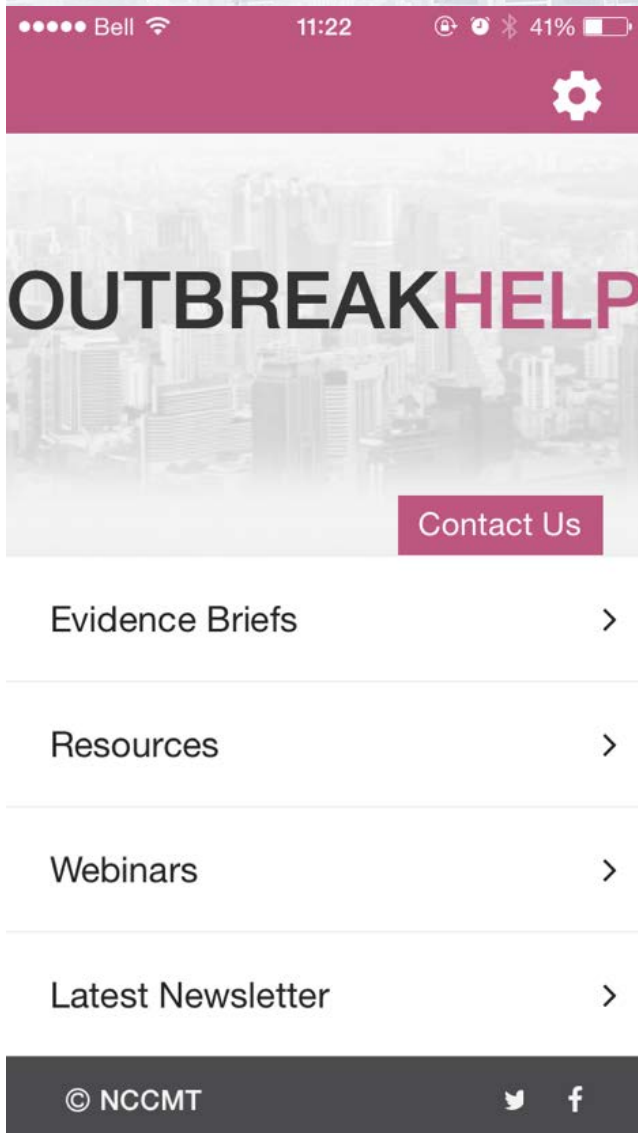 Bell 11:22 41%
OUTBREAKHELP
Contact Us
Evidence Briefs
Resources
Webinars
Latest Newsletter
© NCCMT